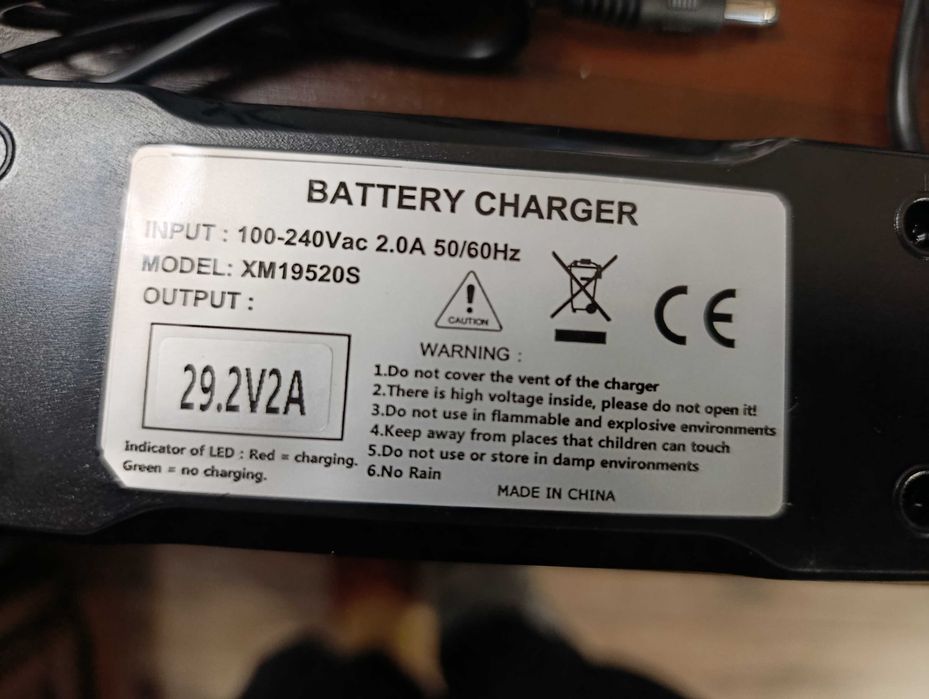 BATTERY CHARGER
INPUT : 100-240Vac 2.0A 50/60Hz
MODEL: XM19520S
OUTPUT :
29.2V2A
Indicator of LED : Red = charging.
Green = no charging.
CAUTION
CE
WARNING :
1.Do not cover the vent of the charger
2.There is high voltage inside, please do not open it!
3.Do not use in flammable and explosive environments
4.Keep away from places that children can touch
5.Do not use or store in damp environments
6.No Rain
MADE IN CHINA